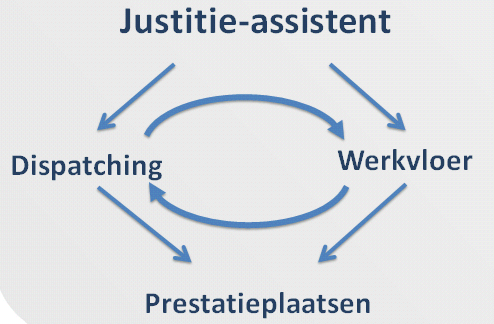 Justitie-assistent
Dispatching
Werkvloer
Prestatieplaatsen